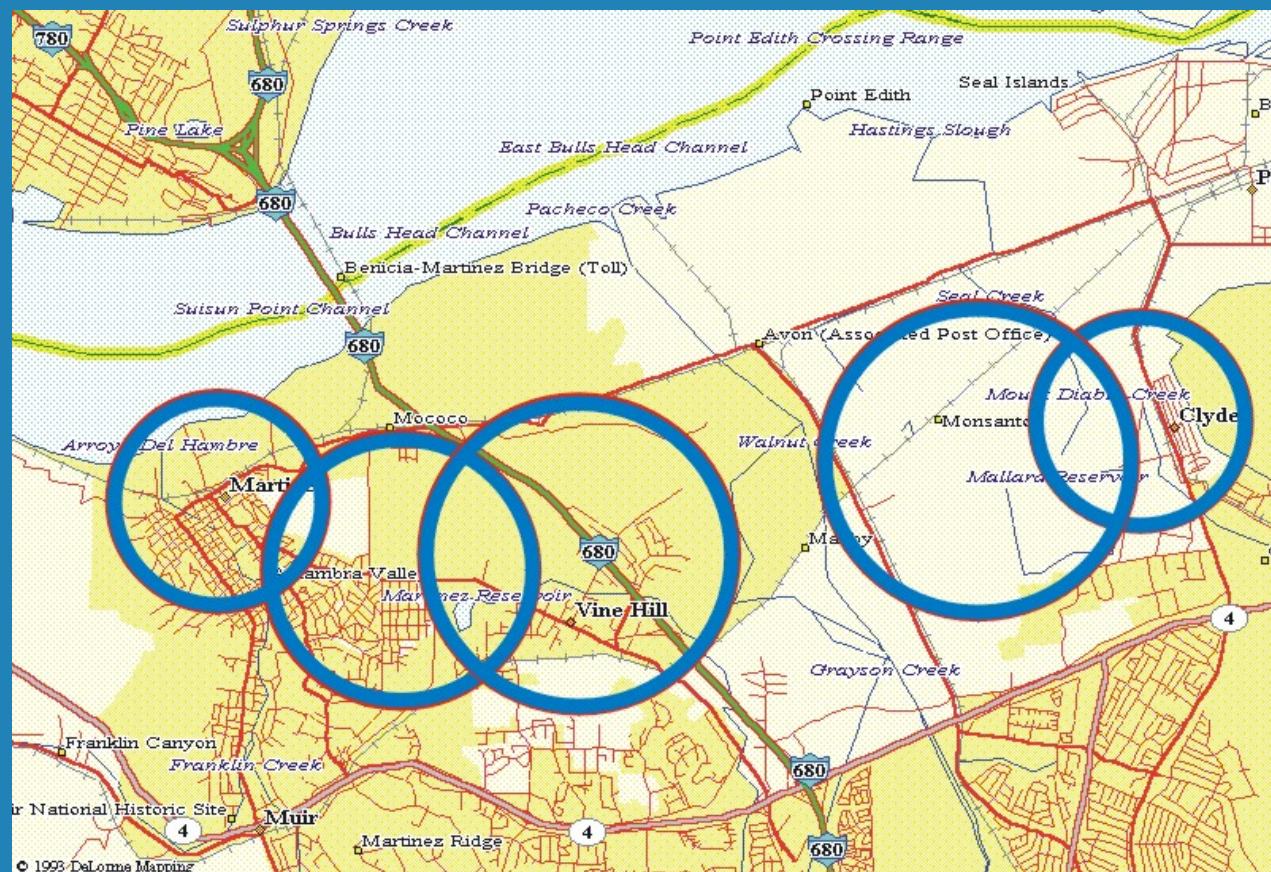 Sulphur Springs Creek
780
680
Point Edith Crossing Range
Seal Islands
Point Edith
Pine Lake
Hastings Slough
East Bulls Head Channel
680
Pacheco Creek
Bulls Head Channel
Benicia-Martinez Bridge (Toll)
Suisun Point Channel
Seal Creek
680
Avon (Associated Post Office)
Mount Diablo Creek
Mococo
Monsanto
Clyde
Arroyo Del Hambre
Walnut Creek
Mallard Reservoir
680
Martinez Reservoir
Vine Hill
4
Grayson Creek
Franklin Canyon
Franklin Creek
680
National Historic Site
Muir
4
4
Martinez Ridge
680
© 1993 DeLorme Mapping